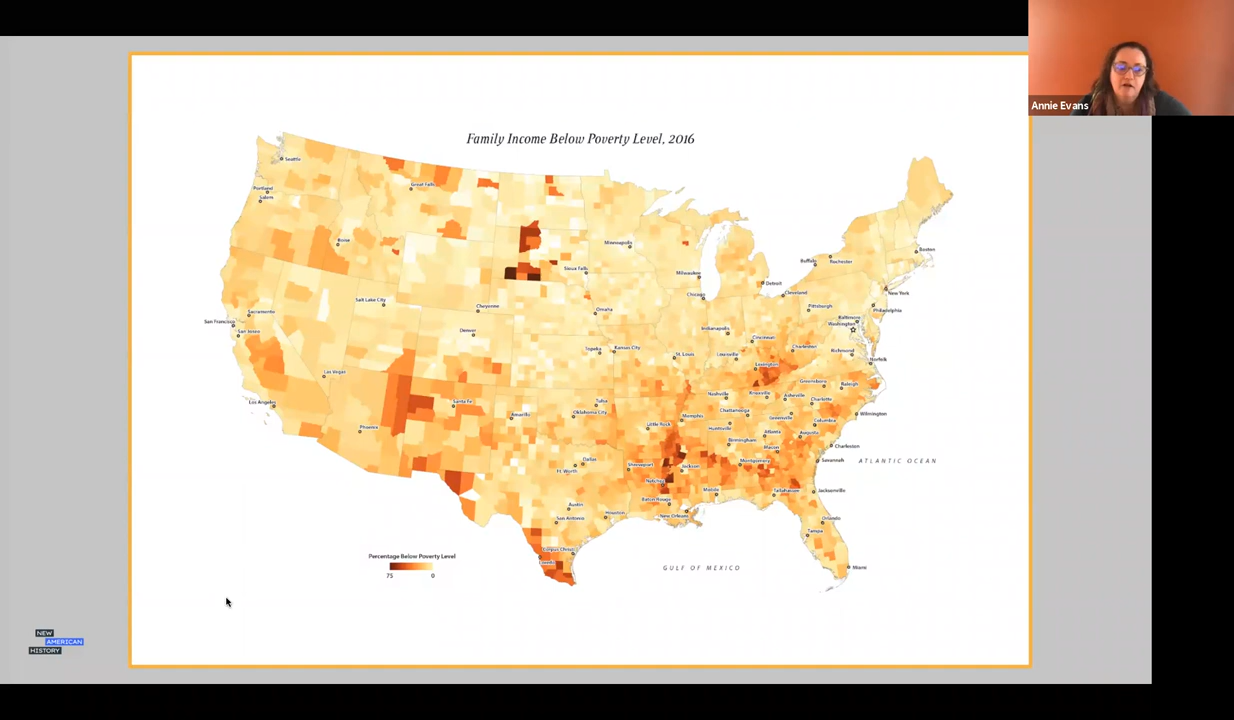 Annie Evans
Family Income Below Poverty Level, 2016
Seattle
Portland
Salem
Great Falls
Boise
Minneapolis
Sioux Falls
Milwaukee
Chicago
Detroit
Buffalo
Rochester
Boston
Cleveland
New York
Pittsburgh
Philadelphia
Baltimore
Washington
Salt Lake City
Cheyenne
Omaha
Sacramento
San Francisco
San Jose
Denver
Topeka
Kansas City
St. Louis
Indianapolis
Cincinnati
Louisville
Lexington
Charleston
Richmond
Norfolk
Las Vegas
Los Angeles
Phoenix
Santa Fe
Amarillo
Tulsa
Oklahoma City
Little Rock
Memphis
Nashville
Knoxville
Asheville
Greensboro
Raleigh
Charlotte
Wilmington
Chattanooga
Huntsville
Greenville
Columbia
Birmingham
Atlanta
Augusta
Macon
Charleston
Savannah
ATLANTIC OCEAN
Dallas
Ft. Worth
Shreveport
Jackson
Montgomery
Natchez
Baton Rouge
Mobile
Tallahassee
Jacksonville
Austin
San Antonio
Houston
New Orleans
Orlando
Tampa
Corpus Christi
Laredo
Miami
GULF OF MEXICO
Percentage Below Poverty Level
75 0
NEW
AMERICAN
HISTORY